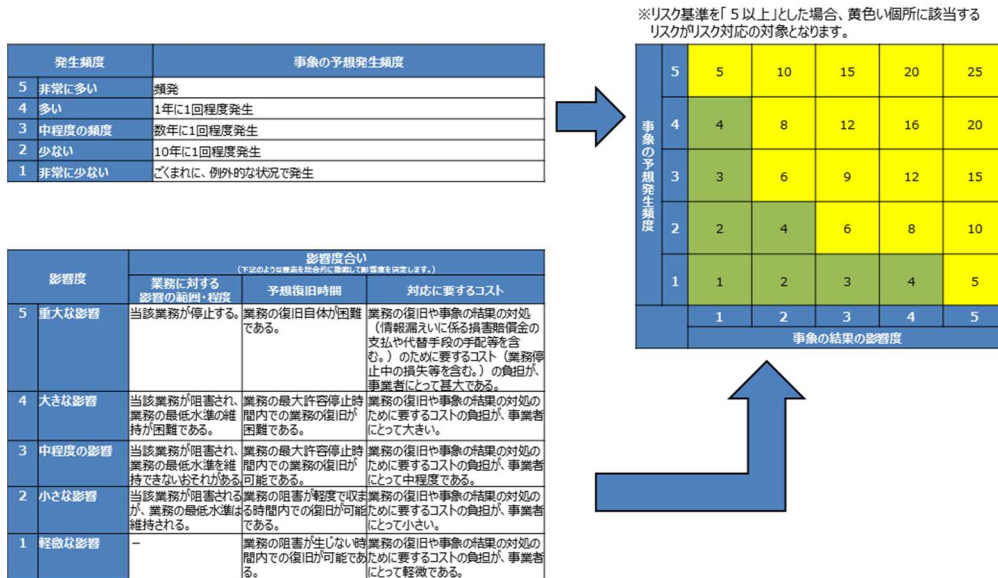 ※リスク基準を「５以上」とした場合、黄色い個所に該当する
リスクがリスク対応の対象となります。
発生頻度 事象の予想発生頻度
5 非常に多い 頻発
4 多い 1年に1回程度発生
3 中程度の頻度 数年に1回程度発生
2 少ない 10年に1回程度発生
1 非常に少ない ごくまれに、例外的な状況で発生
事象の予想発生頻度
5 5 10 15 20 25
4 4 8 12 16 20
3 3 6 9 12 15
2 2 4 6 8 10
1 1 2 3 4 5
1 2 3 4 5
事象の結果の影響度
影響度
影響度合い
(下記のような要素を総合的に勘案して影響度を決定します。)
業務に対する
影響の範囲・程度
予想復旧時間
対応に要するコスト
5 重大な影響
当該業務が停止する。
業務の復旧自体が困難
である。
業務の復旧や事象の結果の対処
（情報漏えいに係る損害賠償金の
支払や代替手段の手配等を含
む。）のために要するコスト（業務停
止中の損失等を含む。）の負担が、
事業者にとって甚大である。
4 大きな影響
当該業務が阻害され、
業務の最低水準の維
持が困難である。
業務の最大許容停止時
間内での業務の復旧が
困難である。
業務の復旧や事象の結果の対処の
ために要するコストの負担が、事業者
にとって大きい。
3 中程度の影響
当該業務が阻害され、
業務の最低水準を維
持できないおそれがある。
業務の最大許容停止時
間内での業務の復旧が
可能である。
業務の復旧や事象の結果の対処の
ために要するコストの負担が、事業者
にとって中程度である。
2 小さな影響
当該業務が阻害される
が、業務の最低水準は
維持される。
業務の阻害が軽度で収ま
る時間内での復旧が可能
である。
業務の復旧や事象の結果の対処の
ために要するコストの負担が、事業者
にとって小さい。
1 軽微な影響
－
業務の阻害が生じない時
間内での復旧が可能であ
る。
業務の復旧や事象の結果の対処の
ために要するコストの負担が、事業者
にとって軽微である。